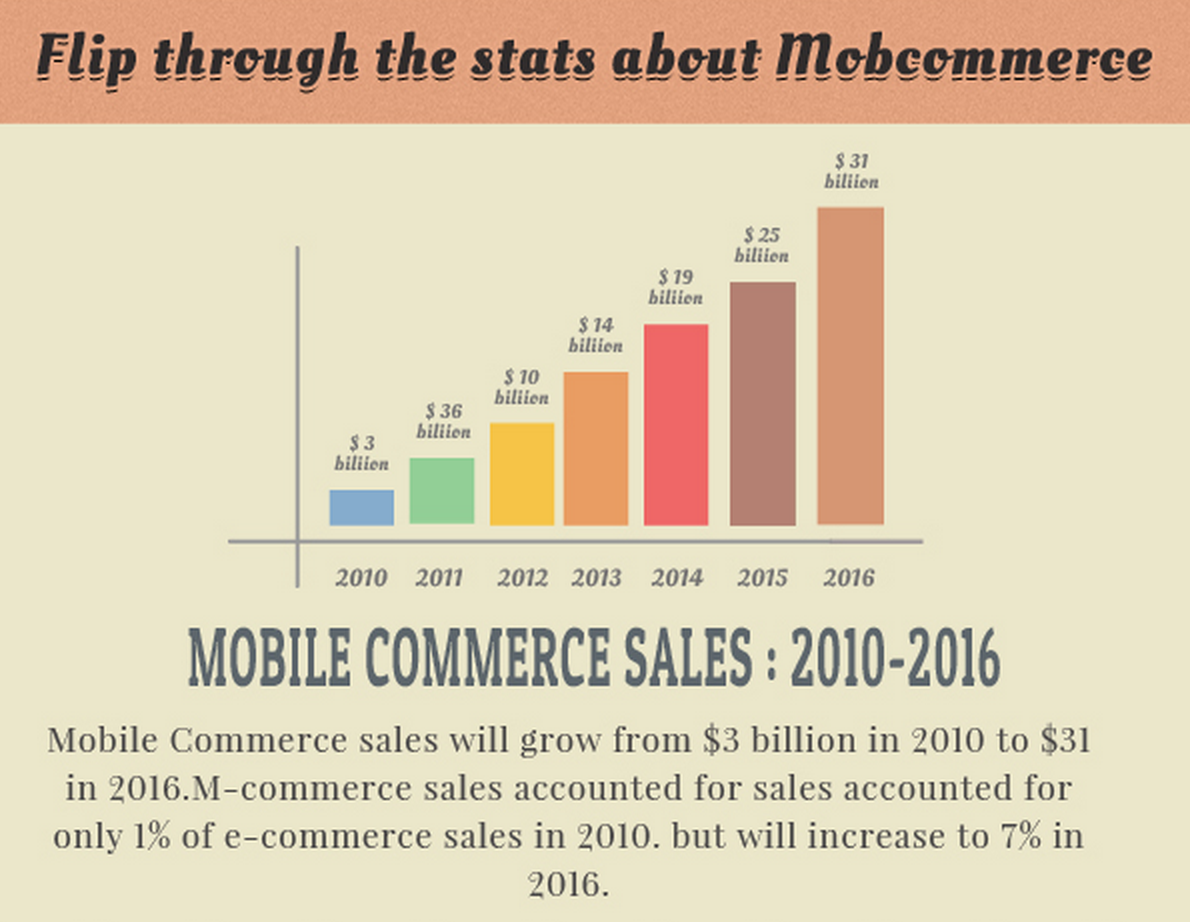 Flip through the stats about Mobcommerce
$ 31
biliion
$ 25
biliion
$ 19
biliion
$ 14
biliion
$ 10
biliion
$ 36
biliion
$ 3
biliion
2010 2011 2012 2013 2014 2015 2016
MOBILE COMMERCE SALES : 2010-2016
Mobile Commerce sales will grow from $3 billion in 2010 to $31
in 2016.M-commerce sales accounted for sales accounted for
only 1% of e-commerce sales in 2010. but will increase to 7% in
2016.